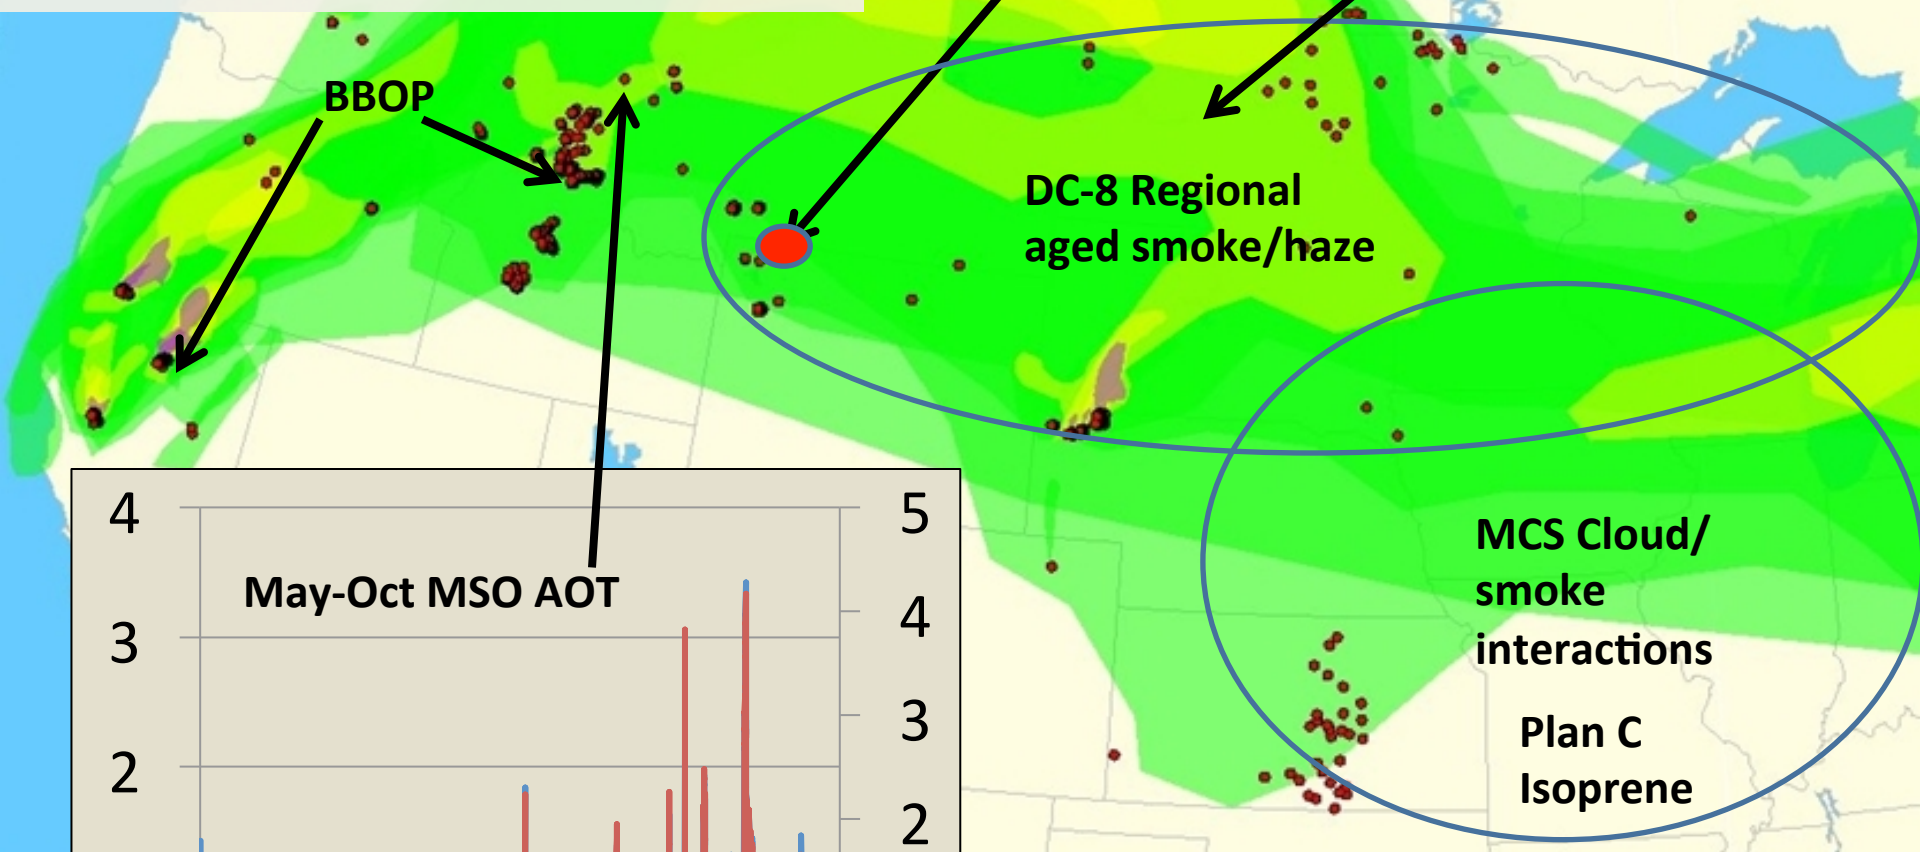 BBOP
DC-8 Regional
aged smoke/haze
MCS Cloud/
smoke
interactions
Plan C
Isoprene
May-Oct MSO AOT
4
3
2
5
4
3
2